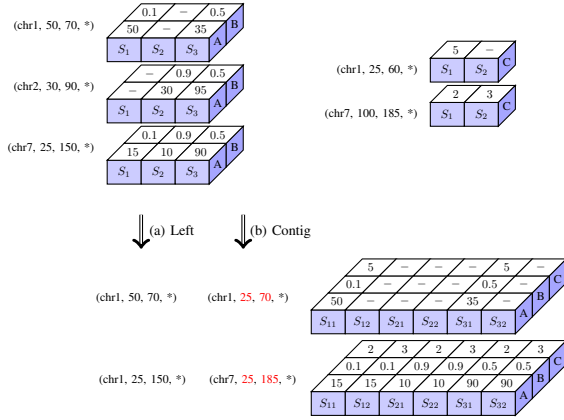 0.1 – 0.5 B
(chr1, 50, 70, *) 50 – 35 A
S1 S2 S3
– 0.9 0.5 B
(chr2, 30, 90, *) – 30 95 A
S1 S2 S3
0.1 0.9 0.5 B
(chr7, 25, 150, *) 15 10 90 A
S1 S2 S3
5 – C
(chr1, 25, 60, *) S1 S2
2 3 C
(chr7, 100, 185, *) S1 S2
(a) Left (b) Contig
5 – – – 5 – C
0.1 – – – 0.5 – B
(chr1, 50, 70, *) (chr1, 25, 70, *) 50 – – – 35 – A
S11 S12 S21 S22 S31 S32
2 3 2 3 2 3 C
0.1 0.1 0.9 0.9 0.5 0.5 B
(chr1, 25, 150, *) (chr7, 25, 185, *) 15 15 10 10 90 90 A
S11 S12 S21 S22 S31 S32